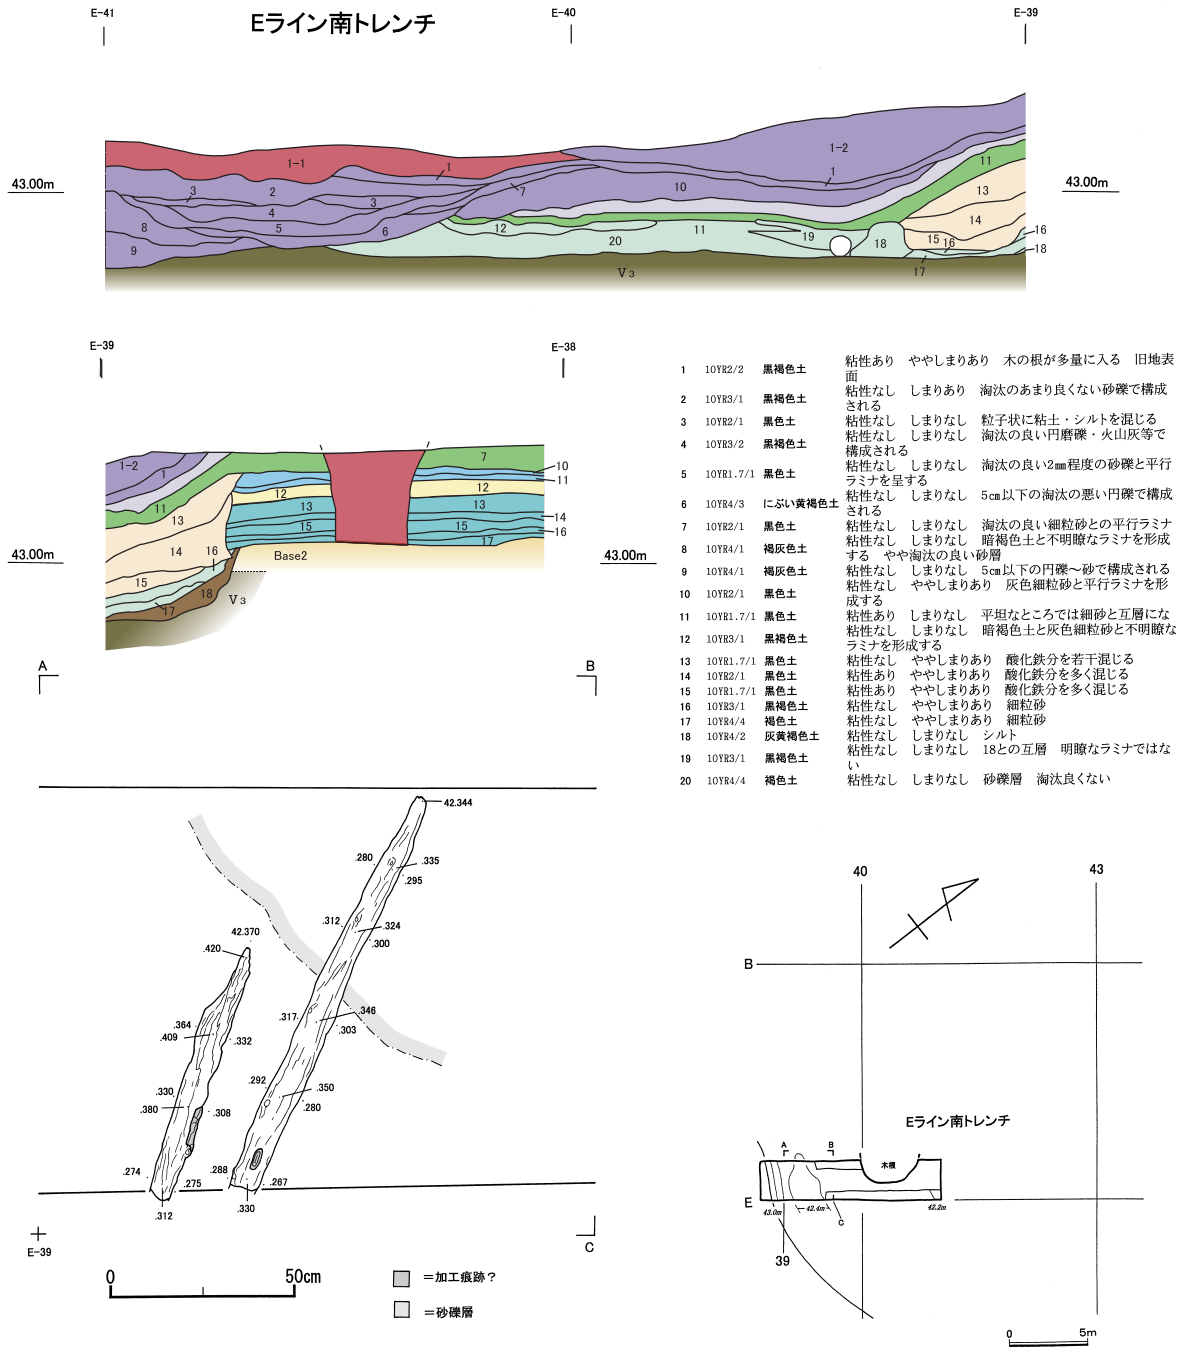 E-41
Eライン南トレンチ
E-40
E-39
43.00m
43.00m
1-1
1
1-2
1
2
3
3
4
5
6
7
8
9
10
11
11
12
13
14
15
16
16
17
18
18
19
20
V3
E-39
E-38
43.00m
43.00m
1-2
1
7
10
11
11
12
12
13
13
13
14
14
15
15
15
16
16
17
17
18
Base2
V3
1 10YR2/2 黒褐色土 粘性あり ややしまりあり 木の根が多量に入る 旧地表
面
2 10YR3/1 黒褐色土 粘性なし しまりあり 淘汰のあまり良くない砂礫で構成
される
3 10YR2/1 黒色土 粘性なし しまりなし 粒子状に粘土・シルトを混じる
4 10YR3/2 黒褐色土 粘性なし しまりなし 淘汰の良い円磨礫・火山灰等で
構成される
5 10YR1.7/1 黒色土 粘性なし しまりなし 淘汰の良い2㎜程度の砂礫と平行
ラミナを呈する
6 10YR4/3 にぶい黄褐色土 粘性なし しまりなし 5㎝以下の淘汰の悪い円礫で構成
される
7 10YR2/1 黒色土 粘性なし しまりなし 淘汰の良い細粒砂との平行ラミナ
8 10YR4/1 褐灰色土 粘性なし しまりなし 暗褐色土と不明瞭なラミナを形成
する やや淘汰の良い砂層
9 10YR4/1 褐灰色土 粘性なし しまりなし 5㎝以下の円礫～砂で構成される
10 10YR2/1 黒色土 粘性なし ややしまりあり 灰色細粒砂と平行ラミナを形
成する
11 10YR1.7/1 黒色土 粘性あり しまりなし 平坦なところでは細砂と互層にな
12 10YR3/1 黒褐色土 粘性なし しまりなし 暗褐色土と灰色細粒砂と不明瞭な
ラミナを形成する
13 10YR1.7/1 黒色土 粘性なし ややしまりあり 酸化鉄分を若干混じる
14 10YR2/1 黒色土 粘性あり ややしまりあり 酸化鉄分を多く混じる
15 10YR1.7/1 黒色土 粘性あり ややしまりあり 酸化鉄分を多く混じる
16 10YR3/1 黒褐色土 粘性なし ややしまりあり 細粒砂
17 10YR4/4 褐色土 粘性なし ややしまりあり 細粒砂
18 10YR4/2 灰黄褐色土 粘性なし しまりなし シルト
19 10YR3/1 黒褐色土 粘性なし しまりなし 18との互層 明瞭なラミナではな
い
20 10YR4/4 褐色土 粘性なし しまりなし 砂礫層 淘汰良くない
A
B
42.344
.280
.335
.295
.312
.324
.300
42.370
.420
.317
.346
.303
.364
.409
.332
.292
.350
.280
.330
.380
.308
.274
.275
.288
.267
.312
.330
E-39
C
0
50cm
=加工痕跡？
=砂礫層
40
43
B
Eライン南トレンチ
A
B
木根
E
43.0m
42.4m
42.2m
C
39
0
5m